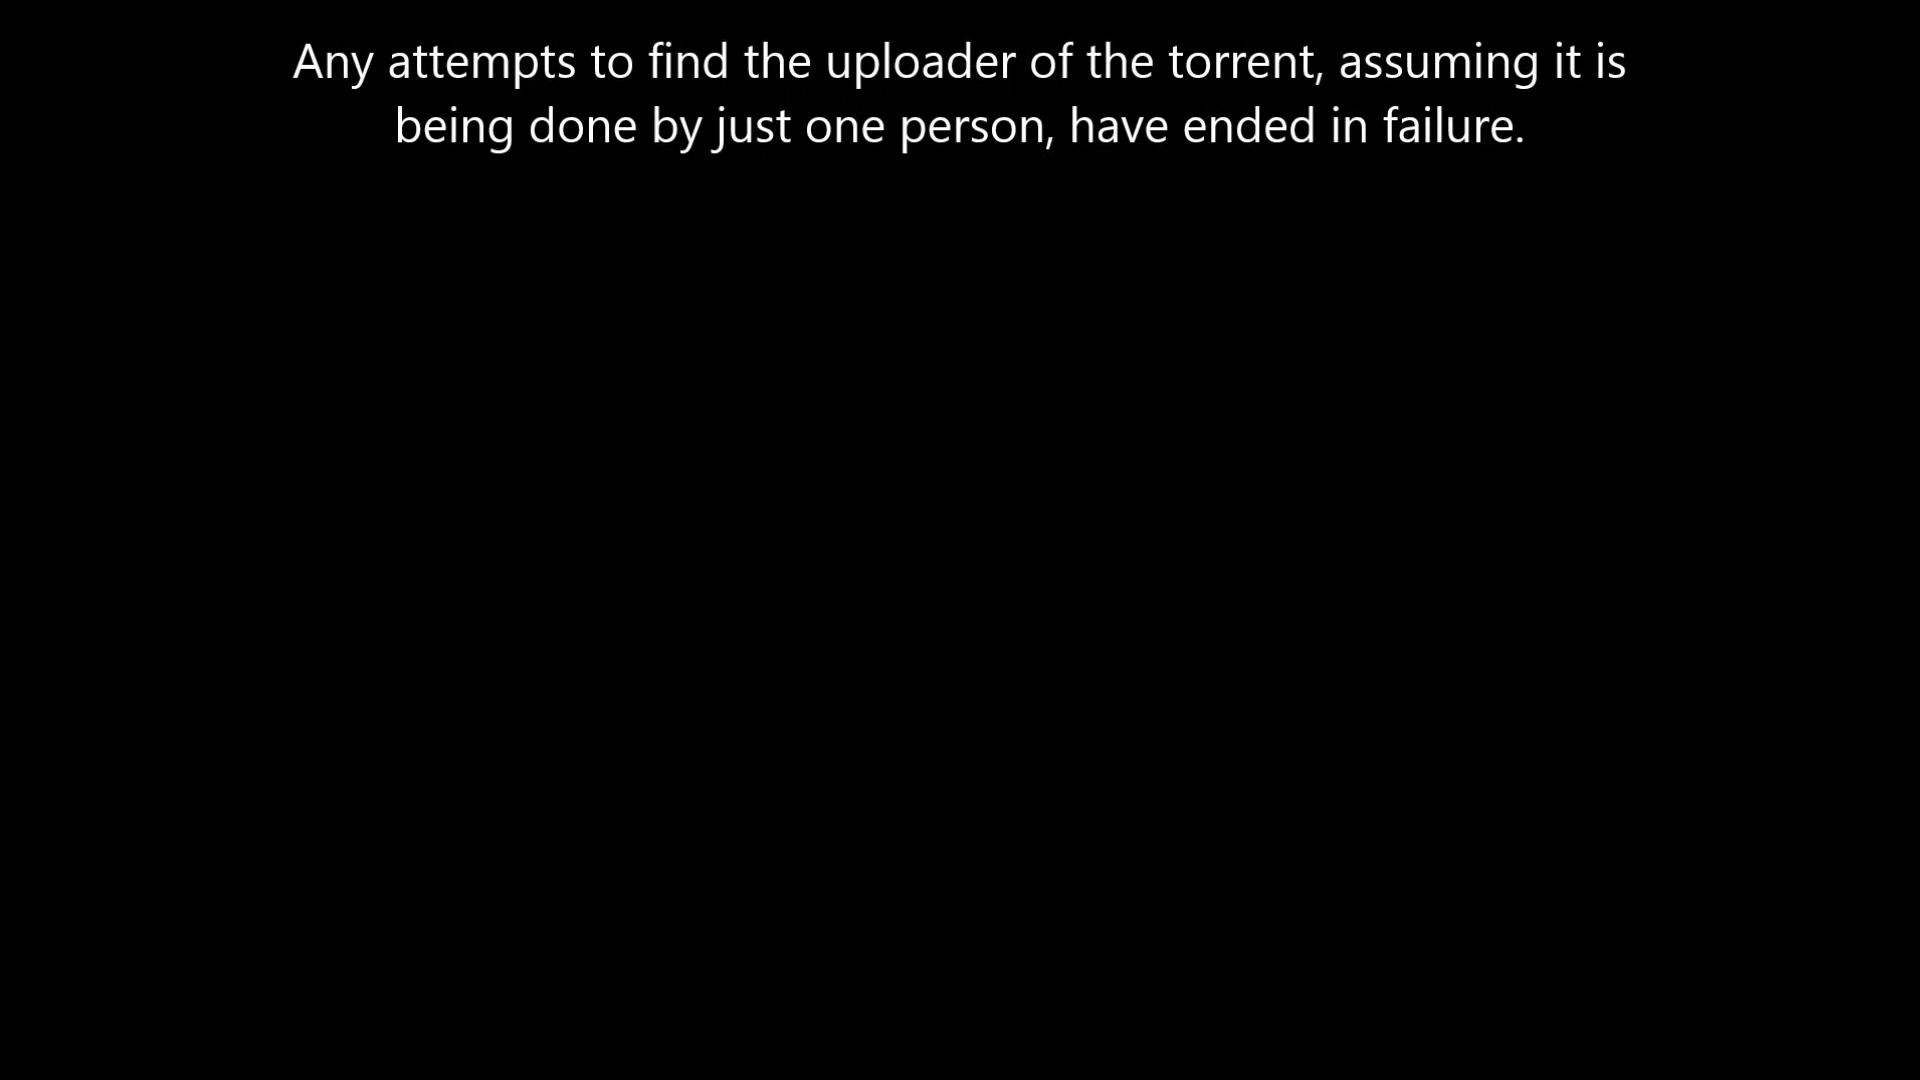 Any attempts to find the uploader of the torrent, assuming it is
being done by just one person, have ended in failure.